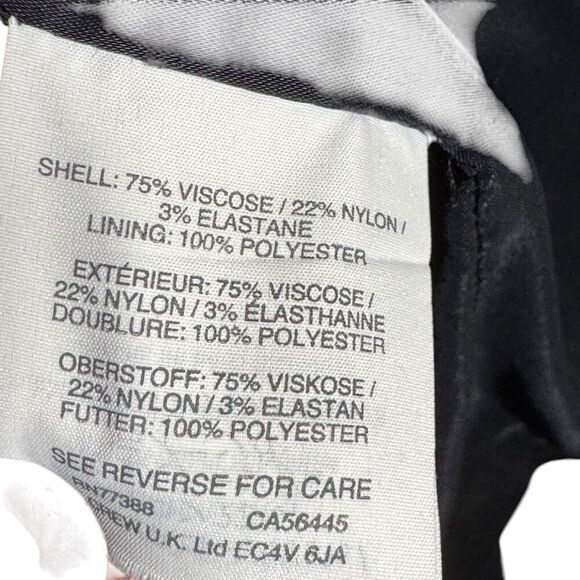 SHELL: 75% VISCOSE / 22% NYLON /
3% ELASTANE
LINING: 100% POLYESTER
EXTÉRIEUR: 75% VISCOSE /
22% NYLON / 3% ÉLASTHANNE
DOUBLURE: 100% POLYESTER
OBERSTOFF: 75% VISKOSE /
22% NYLON / 3% ELASTAN
FUTTER: 100% POLYESTER
SEE REVERSE FOR CARE
RN77388 CA56445
U.K. Ltd EC4V 6JA